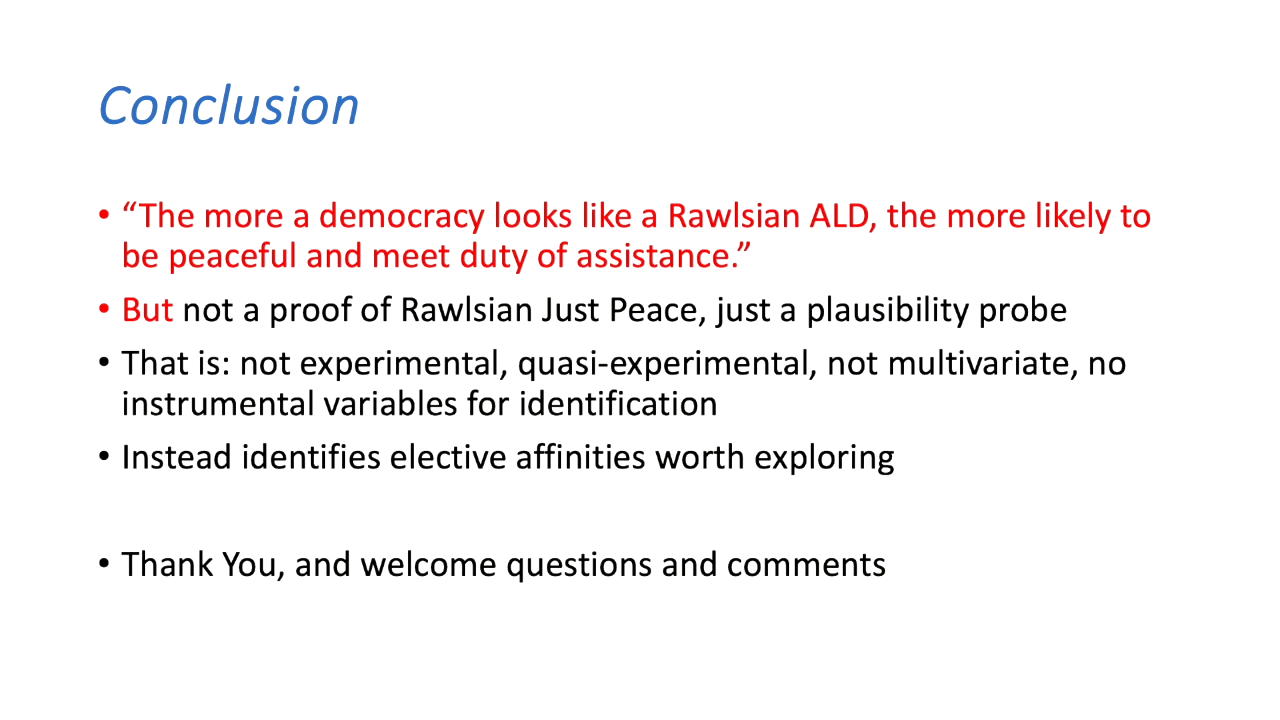 Conclusion
• “The more a democracy looks like a Rawlsian ALD, the more likely to
be peaceful and meet duty of assistance.”
• But not a proof of Rawlsian Just Peace, just a plausibility probe
• That is: not experimental, quasi-experimental, not multivariate, no
instrumental variables for identification
• Instead identifies elective affinities worth exploring
• Thank You, and welcome questions and comments